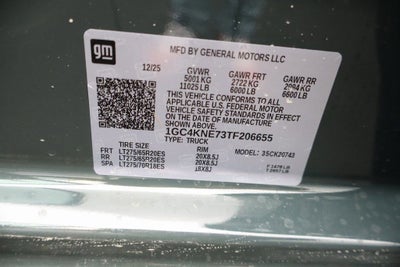 gm
MFD BY GENERAL MOTORS LLC
12/25 GVWR GAWR FRT GAWR RR
5001 KG 2722 KG 2994 KG
11025 LB 6000 LB 6600 LB
THIS VEHICLE CONFORMS TO ALL
APPLICABLE U.S. FEDERAL MOTOR
VEHICLE SAFETY STANDARDS IN
EFFECT ON THE DATE OF
MANUFACTURE SHOWN ABOVE.
1GC4KNE73TF206655
TYPE: TRUCK
TIRE SIZE RIM MODEL: 35CK20743
FRT LT275/65R20ES 20X8.5J
RR LT275/65R20ES 20X8.5J
SPA LT275/70R18ES 18X8J